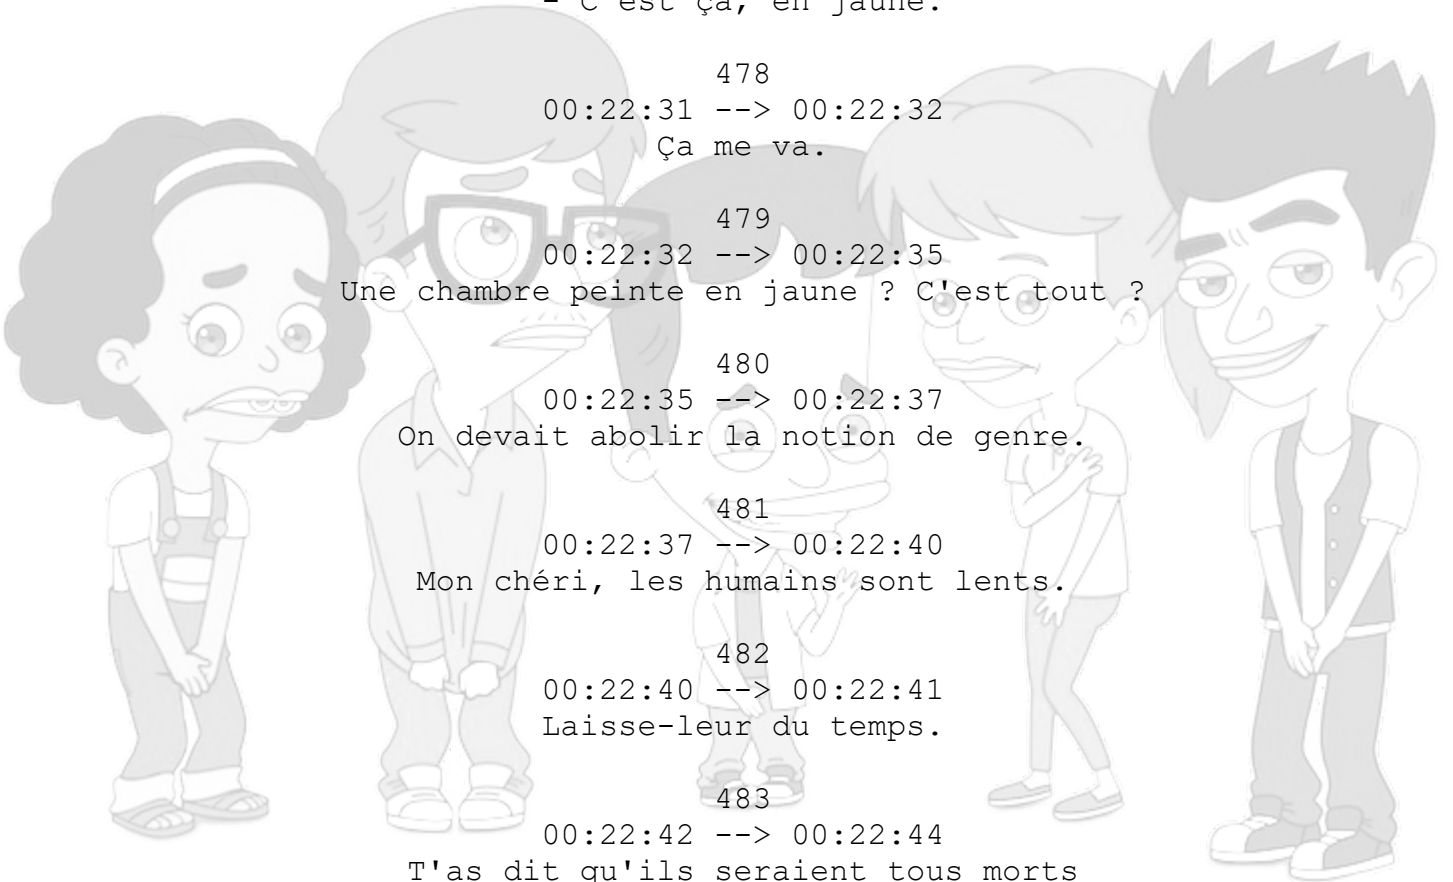 - C'est ça, en jaune.
478
00:22:31 --> 00:22:32
Ça me va.
479
00:22:32 --> 00:22:35
Une chambre peinte en jaune ? C'est tout ?
480
00:22:35 --> 00:22:37
On devait abolir la notion de genre.
481
00:22:37 --> 00:22:40
Mon chéri, les humains sont lents.
482
00:22:40 --> 00:22:41
Laisse-leur du temps.
483
00:22:42 --> 00:22:44
T'as dit qu'ils seraient tous morts